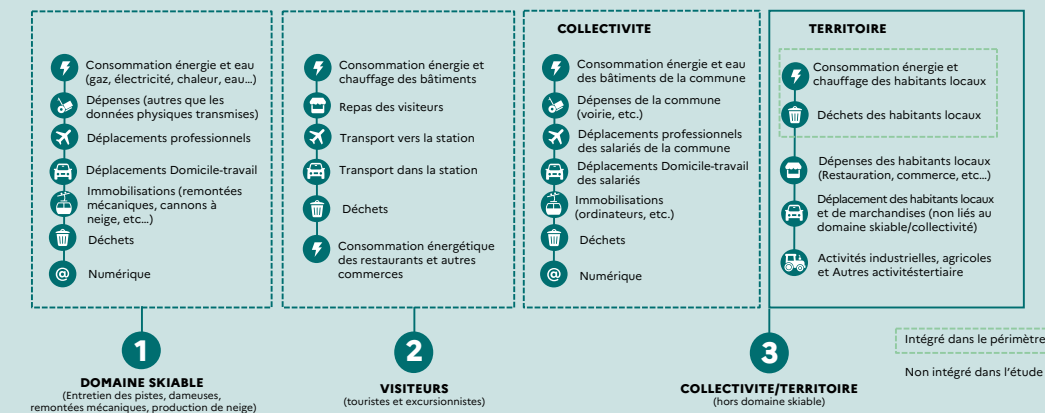 Consommation énergie et eau
(gaz, électricité, chaleur, eau...)
Dépenses (autres que les
données physiques transmises)
Déplacements professionnels
Déplacements Domicile-travail
Immobilisations (remontées
mécaniques, cannons à
neige, etc...)
Déchets
@ Numérique
1
DOMAINE SKIABLE
(Entretien des pistes, dameuses,
remontées mécaniques, production de neige)
Consommation énergie et
chauffage des bâtiments
Repas des visiteurs
Transport vers la station
Transport dans la station
Déchets
Consommation énergétique
des restaurants et autres
commerces
2
VISITEURS
(touristes et excursionnistes)
COLLECTIVITE
Consommation énergie et eau
des bâtiments de la commune
Dépenses de la commune
(voirie, etc.)
Déplacements professionnels
des salariés de la commune
Déplacements Domicile-travail
des salariés
Immobilisations
(ordinateurs, etc.)
Déchets
@ Numérique
TERRITOIRE
Consommation énergie et
chauffage des habitants locaux
Déchets des habitants locaux
Dépenses des habitants locaux
(Restauration, commerce, etc...)
Déplacement des habitants locaux
et de marchandises (non liés au
domaine skiable/collectivité)
Activités industrielles, agricoles
et Autres activitéstertiaire
3
COLLECTIVITE/TERRITOIRE
(hors domaine skiable)
Intégré dans le périmètre
Non intégré dans l'étude